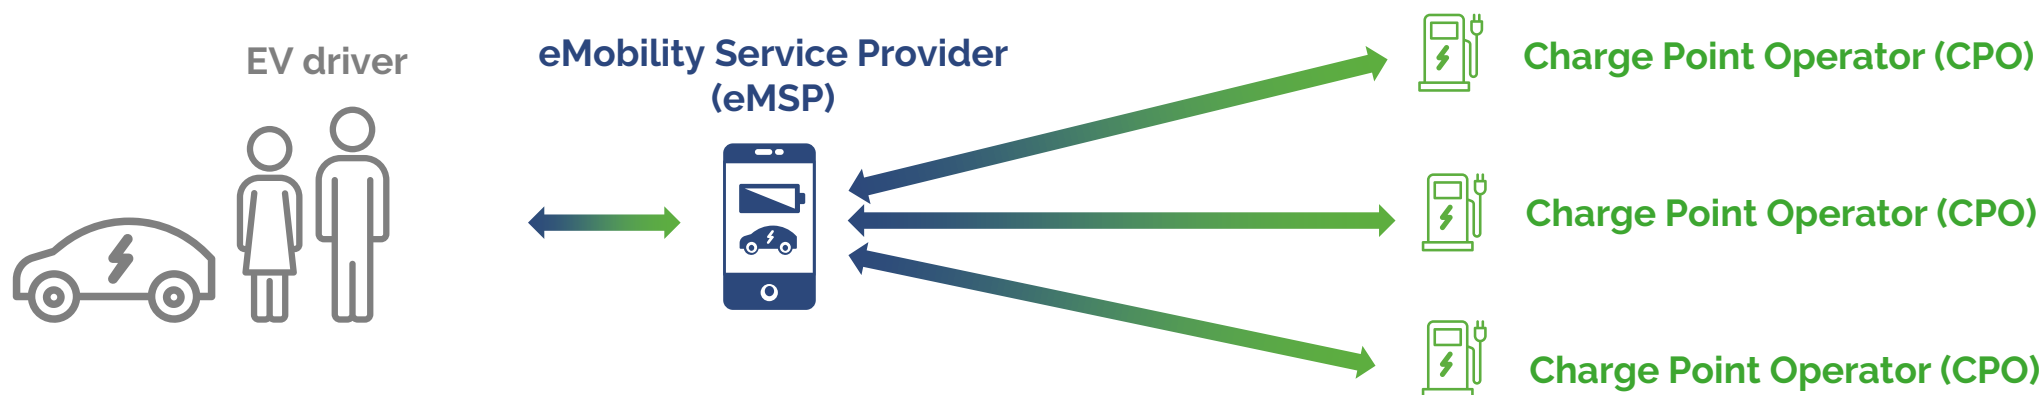 EV driver
eMobility Service Provider
(eMSP)
Charge Point Operator (CPO)
Charge Point Operator (CPO)
Charge Point Operator (CPO)